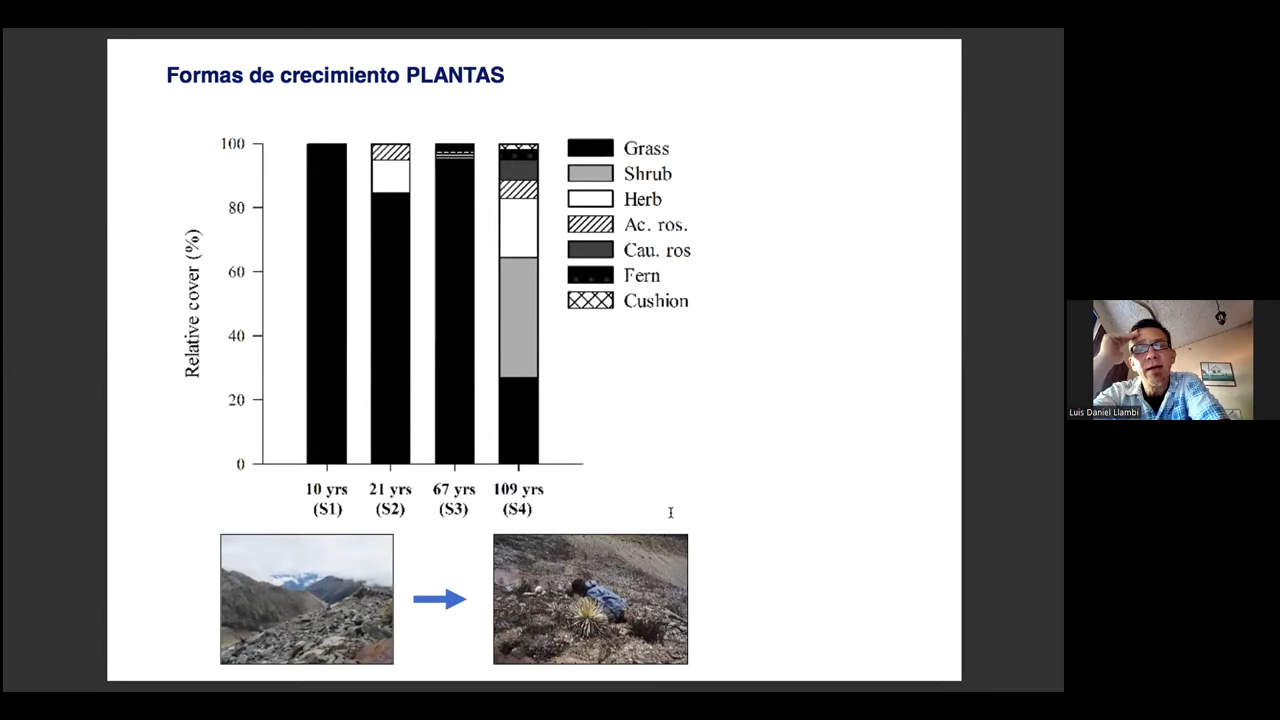 Formas de crecimiento PLANTAS
100
80
60
40
20
0
Relative cover (%)
Grass
Shrub
Herb
Ac. ros.
Cau. ros
Fern
Cushion
10 yrs
(S1)
21 yrs
(S2)
67 yrs
(S3)
109 yrs
(S4)
Luis Daniel Llambi